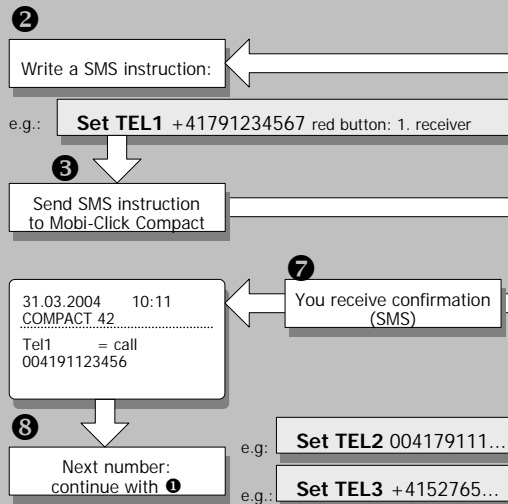 ❷
Write a SMS instruction:
e.g.: Set TEL1 +41791234567 red button: 1. receiver
❸
Send SMS instruction
to Mobi-Click Compact
❼
You receive confirmation
(SMS)
31.03.2004 10:11
COMPACT 42
Tel1 = call
004191123456
❽
Next number:
continue with ❶
e.g: Set TEL2 004179111...
e.g.: Set TEL3 +4152765...